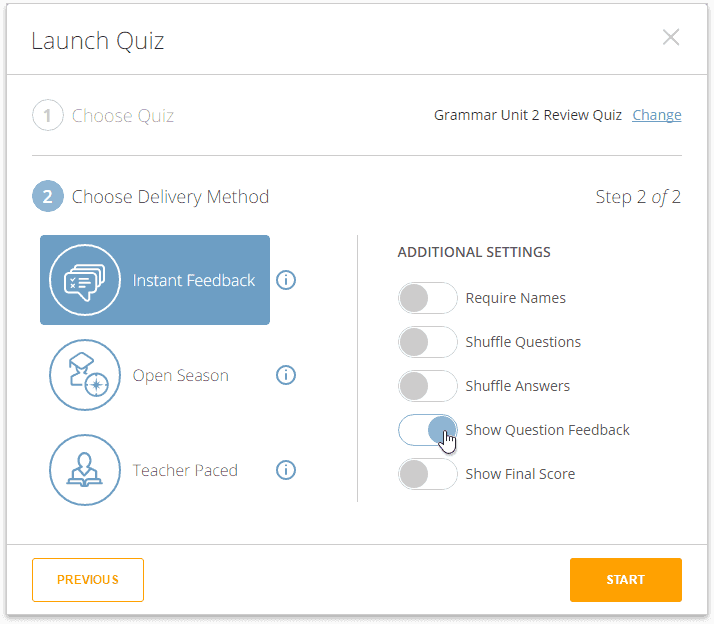 Launch Quiz
1 Choose Quiz
Grammar Unit 2 Review Quiz Change
2 Choose Delivery Method
Step 2 of 2
Instant Feedback i
Open Season i
Teacher Paced i
ADDITIONAL SETTINGS
Require Names
Shuffle Questions
Shuffle Answers
Show Question Feedback
Show Final Score
PREVIOUS
START